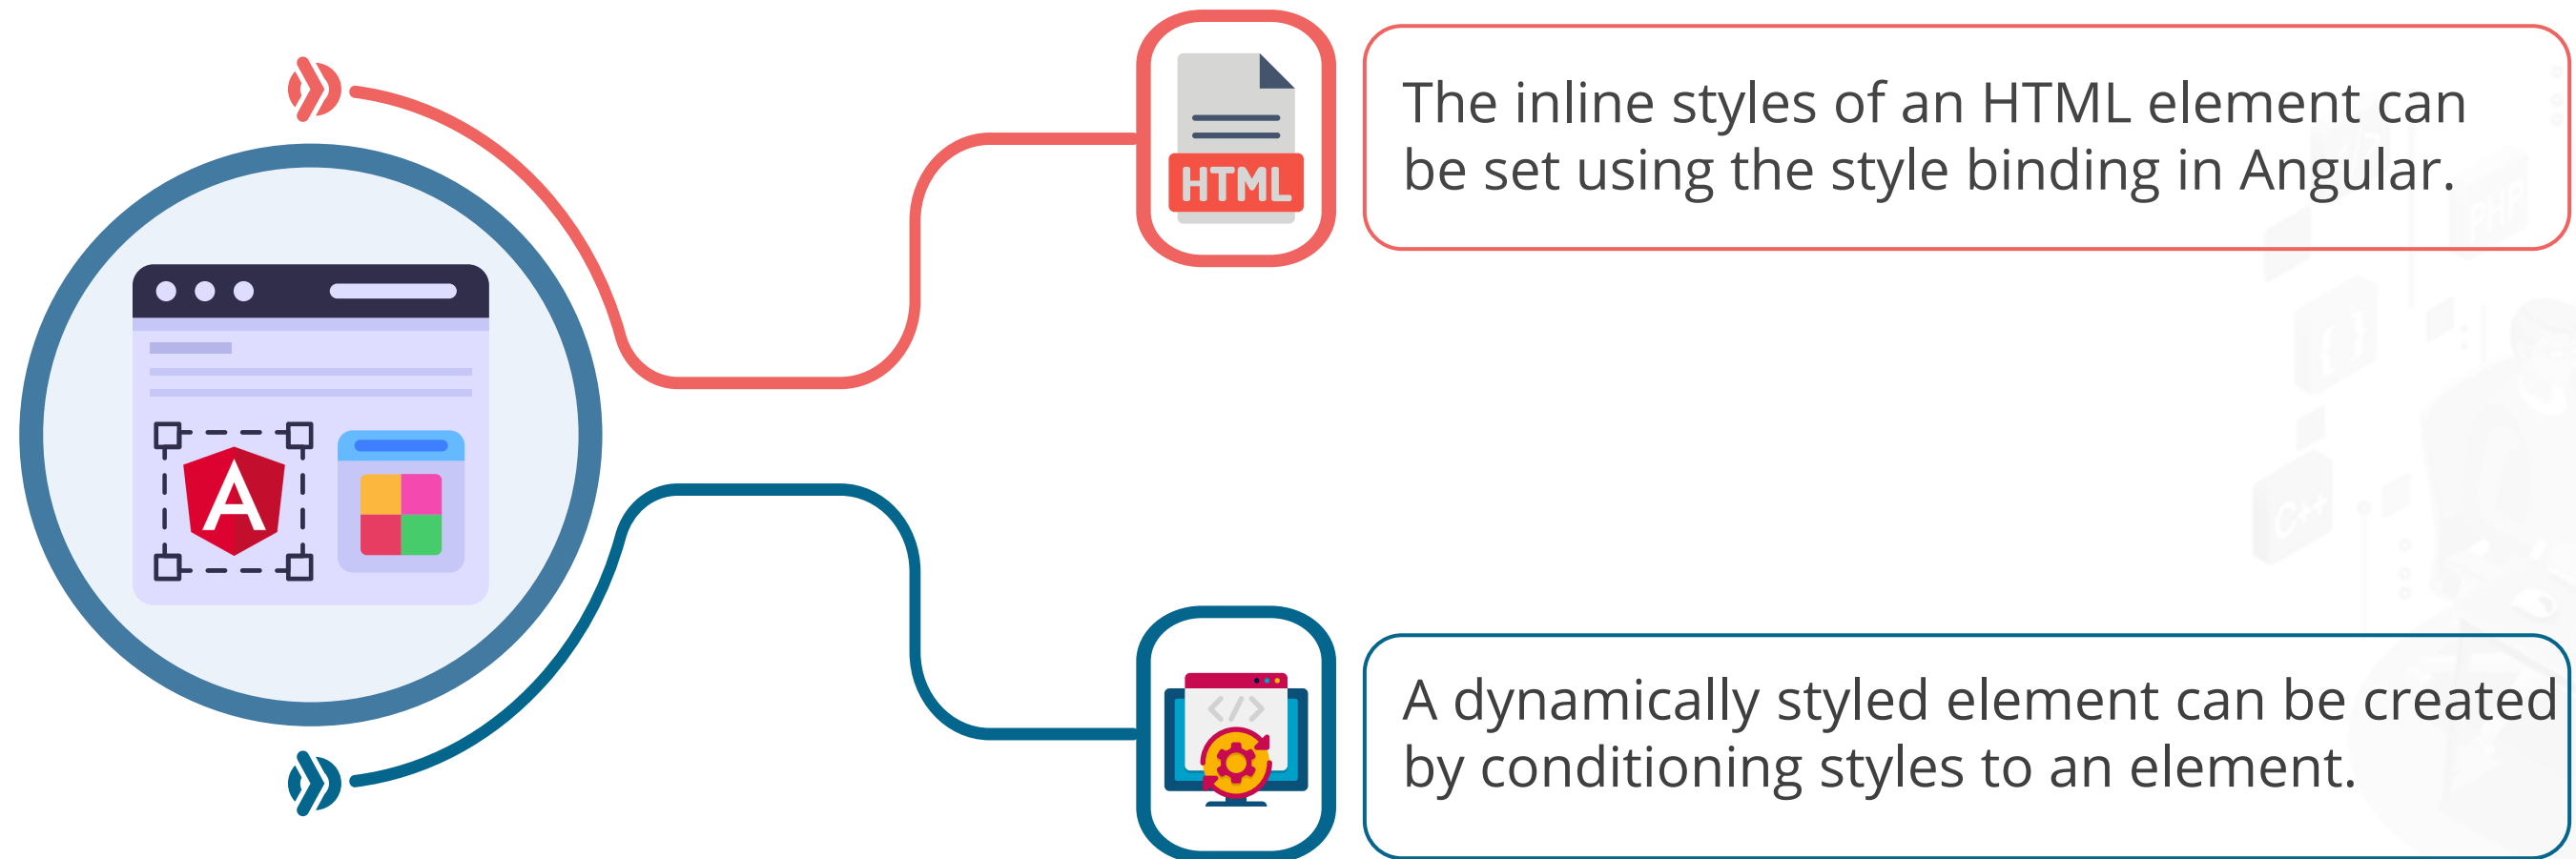 The inline styles of an HTML element can
be set using the style binding in Angular.
HTML
A
PHP
{ }
C++
</>
A dynamically styled element can be created
by conditioning styles to an element.